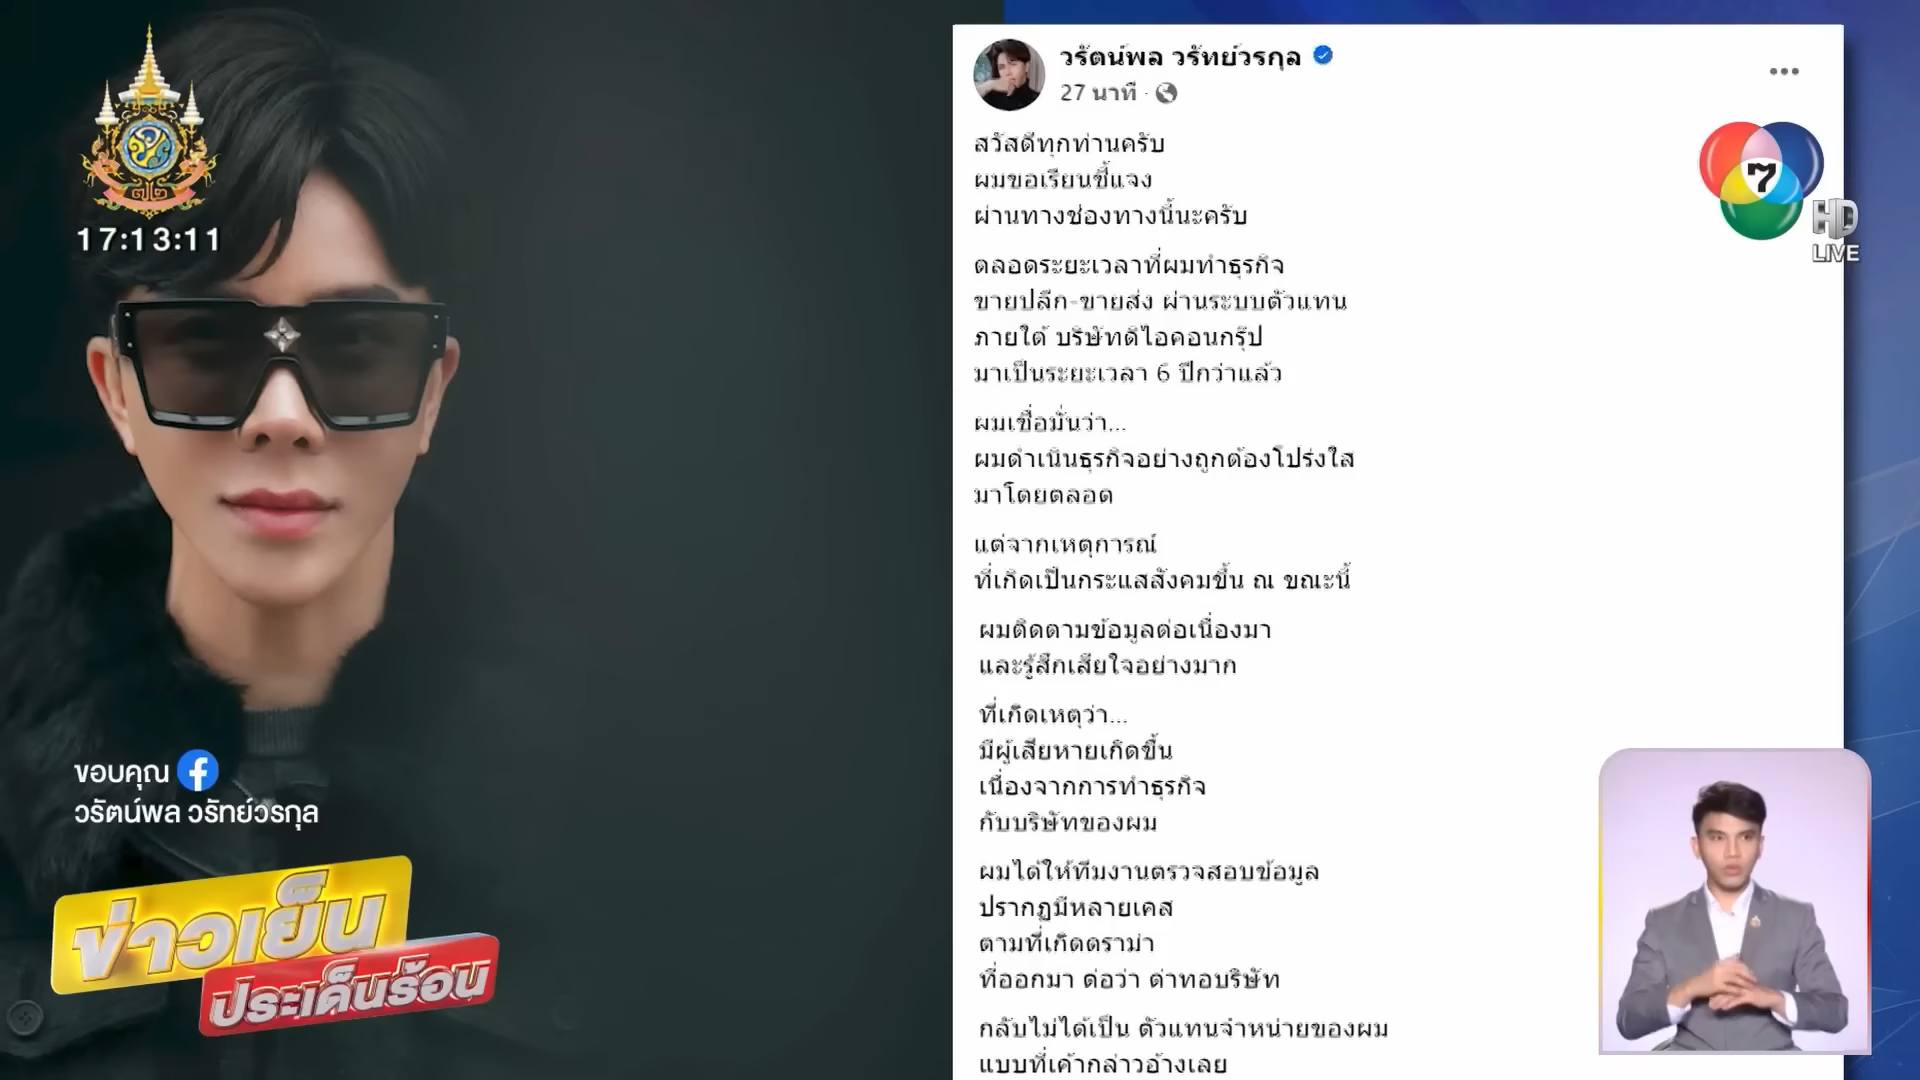 17:13:11
ขอบคุณ
วรัตน์พล วรัทย์วรกุล
ข่าวเย็น
ประเด็นร้อน
วรัตน์พล วรัทย์วรกุล
27 นาที ·
สวัสดีทุกท่านครับ
ผมขอเรียนชี้แจง
ผ่านทางช่องทางนี้นะครับ
ตลอดระยะเวลาที่ผมทำธุรกิจ
ขายปลีก-ขายส่ง ผ่านระบบตัวแทน
ภายใต้ บริษัทดิไอคอนกรุ๊ป
มาเป็นระยะเวลา 6 ปีกว่าแล้ว
ผมเชื่อมั่นว่า...
ผมดำเนินธุรกิจอย่างถูกต้องโปร่งใส
มาโดยตลอด
แต่จากเหตุการณ์
ที่เกิดเป็นกระแสสังคมขึ้น ณ ขณะนี้
ผมติดตามข้อมูลต่อเนื่องมา
และรู้สึกเสียใจอย่างมาก
ที่เกิดเหตุว่า...
มีผู้เสียหายเกิดขึ้น
เนื่องจากการทำธุรกิจ
กับบริษัทของผม
ผมได้ให้ทีมงานตรวจสอบข้อมูล
ปรากฏมีหลายเคส
ตามที่เกิดดราม่า
ที่ออกมา ต่อว่า ด่าทอบริษัท
กลับไม่ได้เป็น ตัวแทนจำหน่ายของผม
แบบที่เค้ากล่าวอ้างเลย
7
HD
LIVE